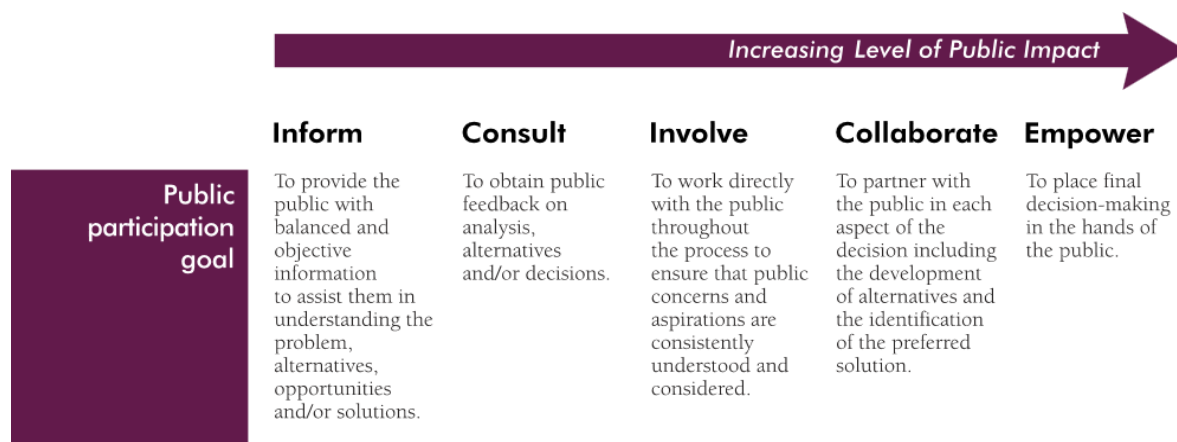 Increasing Level of Public Impact
Inform
Consult
Involve
Collaborate
Empower
Public
participation
goal
To provide the
public with
balanced and
objective
information
to assist them in
understanding the
problem,
alternatives,
opportunities
and/or solutions.
To obtain public
feedback on
analysis,
alternatives
and/or decisions.
To work directly
with the public
throughout
the process to
ensure that public
concerns and
aspirations are
consistently
understood and
considered.
To partner with
the public in each
aspect of the
decision including
the development
of alternatives and
the identification
of the preferred
solution.
To place final
decision-making
in the hands of
the public.